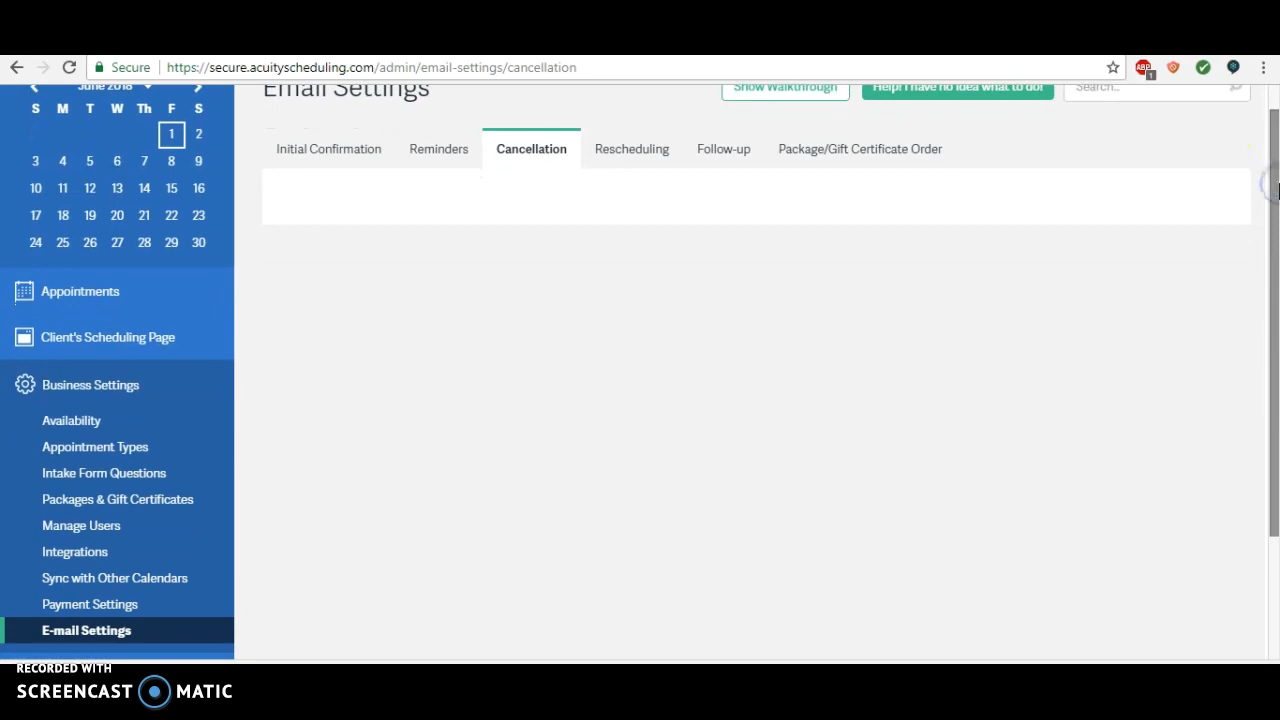 Secure https://secure.acuityscheduling.com/admin/email-settings/cancellation
ABP
1
June 2018
S M T W Th F S
1 2
3 4 5 6 7 8 9
10 11 12 13 14 15 16
17 18 19 20 21 22 23
24 25 26 27 28 29 30
Appointments
Client's Scheduling Page
Business Settings
Availability
Appointment Types
Intake Form Questions
Packages & Gift Certificates
Manage Users
Integrations
Sync with Other Calendars
Payment Settings
E-mail Settings
Email Settings
Show Walkthrough
Help! I have no idea what to do!
Search...
Initial Confirmation Reminders Cancellation Rescheduling Follow-up Package/Gift Certificate Order
RECORDED WITH
SCREENCAST MATIC